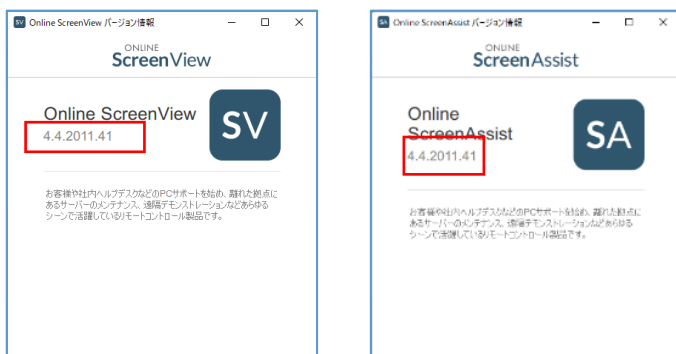 SV Online ScreenView バージョン情報
ONLINE
ScreenView
Online ScreenView
4.4.2011.41
SV
お客様や社内ヘルプデスクなどのPCサポートを始め、離れた拠点に
あるサーバーのメンテナンス、遠隔デモンストレーションなどあらゆる
シーンで活躍しているリモートコントロール製品です。
SA Online ScreenAssist バージョン情報
ONLINE
ScreenAssist
Online
ScreenAssist
4.4.2011.41
SA
お客様や社内ヘルプデスクなどのPCサポートを始め、離れた拠点に
あるサーバーのメンテナンス、遠隔デモンストレーションなどあらゆる
シーンで活躍しているリモートコントロール製品です。